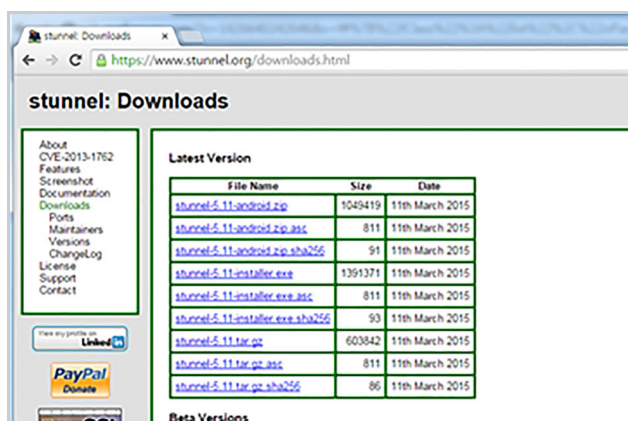 stunnel: Downloads
https://www.stunnel.org/downloads.html
stunnel: Downloads
About
CVE-2013-1762
Features
Screenshot
Documentation
Downloads
Ports
Maintainers
Versions
ChangeLog
License
Support
Contact
View my profile on
Linked in
PayPal
Donate
Latest Version
File Name Size Date
stunnel-5.11-android.zip 1049419 11th March 2015
stunnel-5.11-android.zip.asc 811 11th March 2015
stunnel-5.11-android.zip.sha256 91 11th March 2015
stunnel-5.11-installer.exe 1391371 11th March 2015
stunnel-5.11-installer.exe.asc 811 11th March 2015
stunnel-5.11-installer.exe.sha256 93 11th March 2015
stunnel-5.11.tar.gz 603842 11th March 2015
stunnel-5.11.tar.gz.asc 811 11th March 2015
stunnel-5.11.tar.gz.sha256 86 11th March 2015
Beta Versions